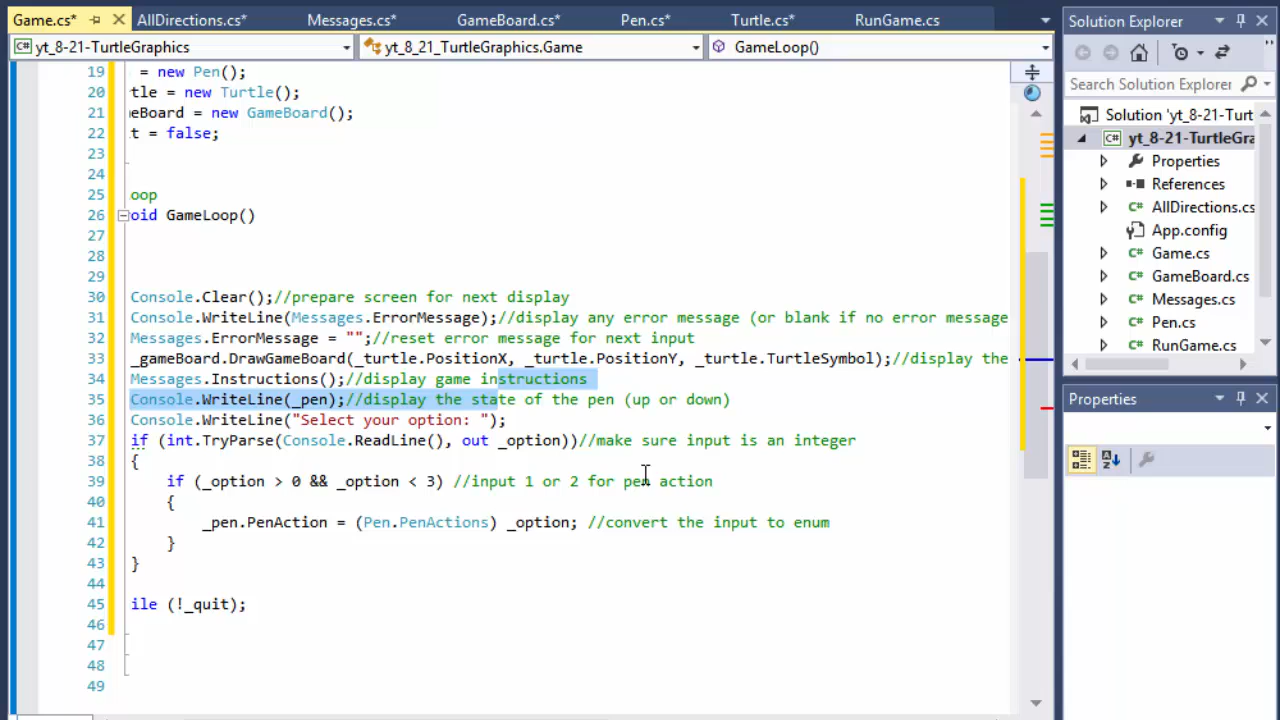 Game.cs* AllDirections.cs* Messages.cs* GameBoard.cs* Pen.cs* Turtle.cs* RunGame.cs
yt_8-21-TurtleGraphics yt_8_21_TurtleGraphics.Game GameLoop()
19 = new Pen();
20 rtle = new Turtle();
21 meBoard = new GameBoard();
22 t = false;
23
24
25 oop
26 oid GameLoop()
27
28
29
30 Console.Clear();//prepare screen for next display
31 Console.WriteLine(Messages.ErrorMessage);//display any error message (or blank if no error message
32 Messages.ErrorMessage = "";//reset error message for next input
33 _gameBoard.DrawGameBoard(_turtle.PositionX, _turtle.PositionY, _turtle.TurtleSymbol);//display the
34 Messages.Instructions();//display game instructions
35 Console.WriteLine(_pen);//display the state of the pen (up or down)
36 Console.WriteLine("Select your option: ");
37 if (int.TryParse(Console.ReadLine(), out _option))//make sure input is an integer
38 {
39 if (_option > 0 && _option < 3) //input 1 or 2 for pen action
40 {
41 _pen.PenAction = (Pen.PenActions) _option; //convert the input to enum
42 }
43 }
44
45 ile (!_quit);
46
47
48
49
Solution Explorer
Search Solution Explorer
Solution 'yt_8-21-Turt
C# yt_8-21-TurtleGra
Properties
References
C# AllDirections.cs
App.config
C# Game.cs
C# GameBoard.cs
C# Messages.cs
C# Pen.cs
C# RunGame.cs
Properties